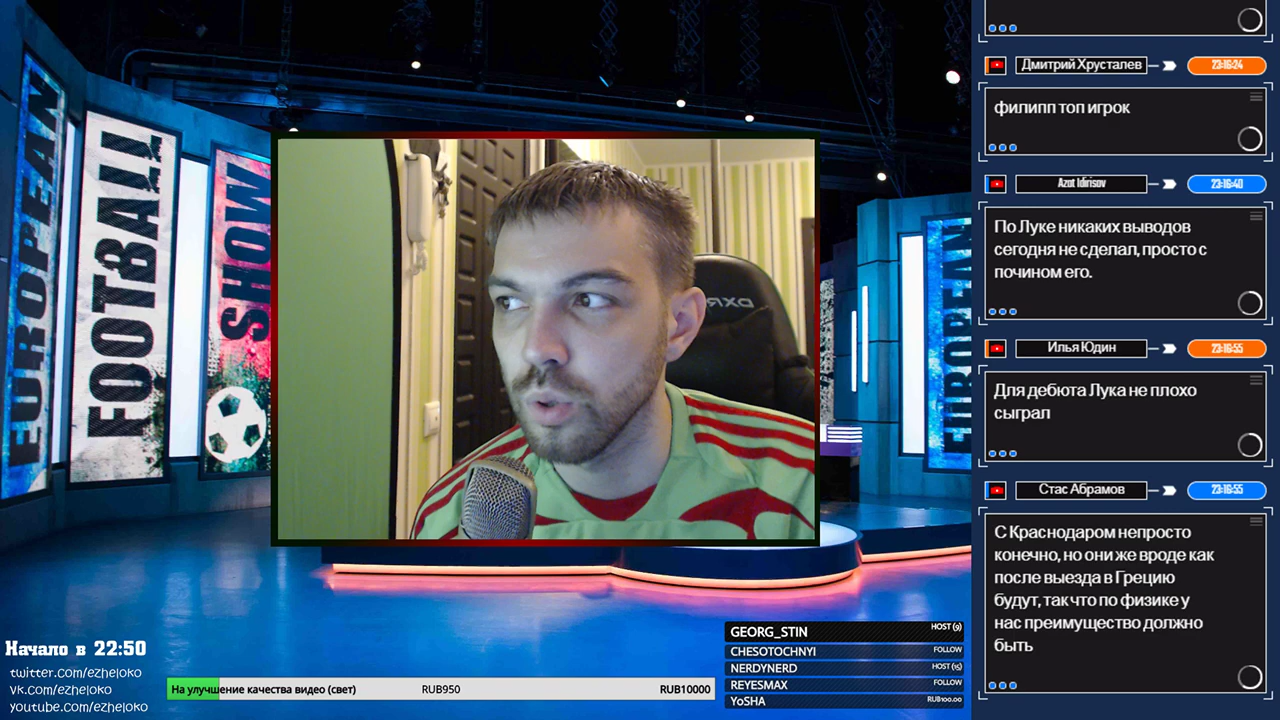 EUROPEAN
FOOTBALL
SHOW
EUROPEAN
DXR
Начало в 22:50
twitter.com/ezheloko
vk.com/ezheloko
youtube.com/ezheloko
На улучшение качества видео (свет)
RUB950
RUB10000
GEORG_STIN
HOST (9)
CHESOTOCHNYI
FOLLOW
NERDYNERD
HOST (15)
REYESMAX
FOLLOW
YoSHA
RUB100.00
Дмитрий Хрусталев
23:16:24
филипп топ игрок
Azat Idirisov
23:16:40
По Луке никаких выводов
сегодня не сделал, просто с
почином его.
Илья Юдин
23:16:55
Для дебюта Лука не плохо
сыграл
Стас Абрамов
23:16:55
С Краснодаром непросто
конечно, но они же вроде как
после выезда в Грецию
будут, так что по физике у
нас преимущество должно
быть